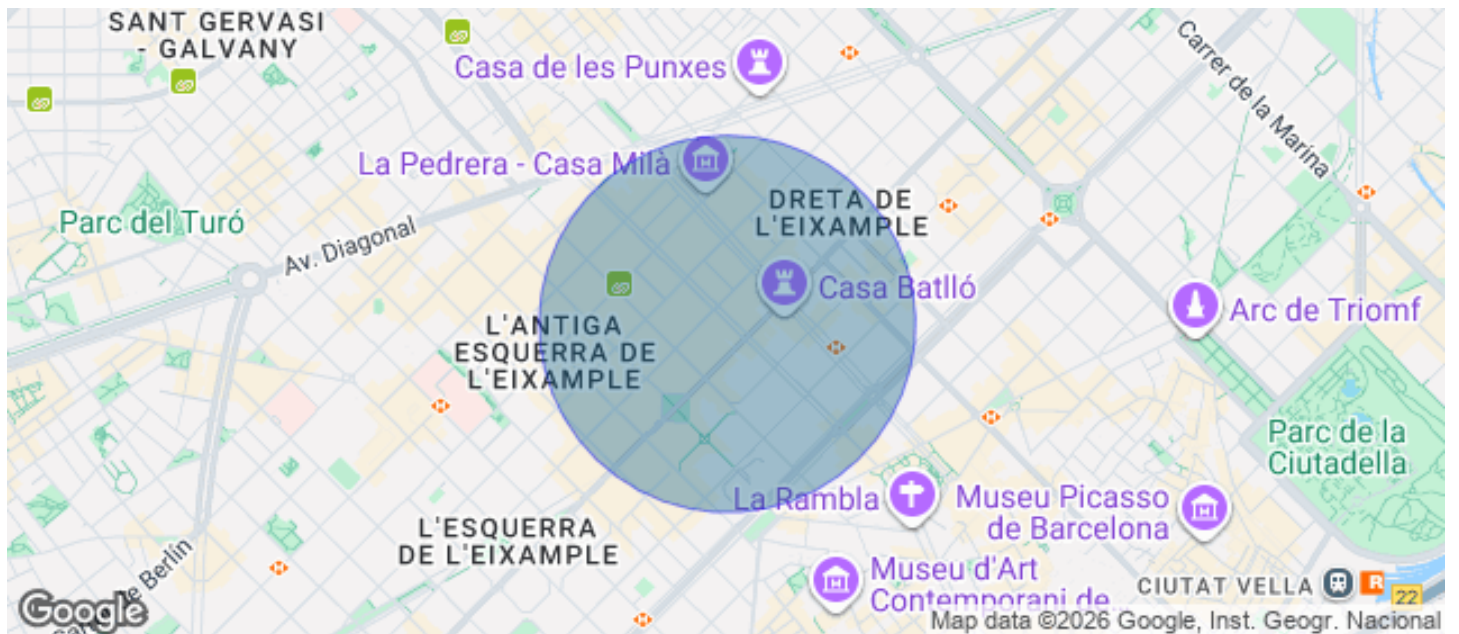 SANT GERVASI
- GALVANY
Casa de les Punxes
Carrer de la Marina
La Pedrera - Casa Milà
DRETA DE
L'EIXAMPLE
Parc del Turó
Av. Diagonal
Casa Batlló
Arc de Triomf
L'ANTIGA
ESQUERRA DE
L'EIXAMPLE
Parc de la
Ciutadella
La Rambla
Museu Picasso
de Barcelona
L'ESQUERRA
DE L'EIXAMPLE
de Berlín
Museu d'Art
Contemporani de...
CIUTAT VELLA
R
22
Google
Map data ©2026 Google, Inst. Geogr. Nacional